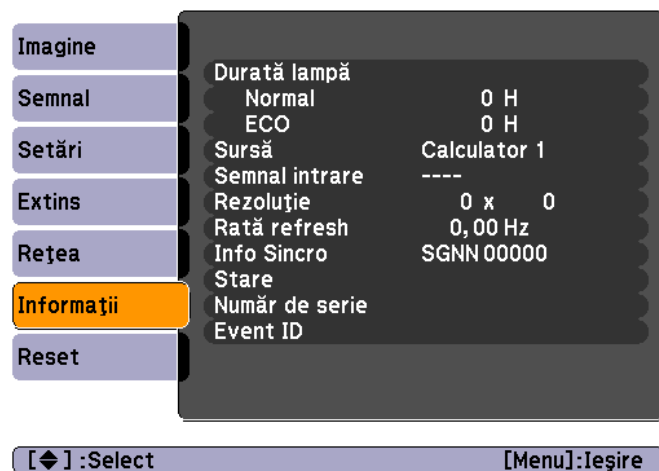 Imagine
Semnal
Setări
Extins
Reţea
Informaţii
Reset
Durată lampă
Normal 0 H
ECO 0 H
Sursă Calculator 1
Semnal intrare ----
Rezoluţie 0 x 0
Rată refresh 0,00 Hz
Info Sincro SGNN 00000
Stare
Număr de serie
Event ID
[◆] :Select [Menu]:Ieşire